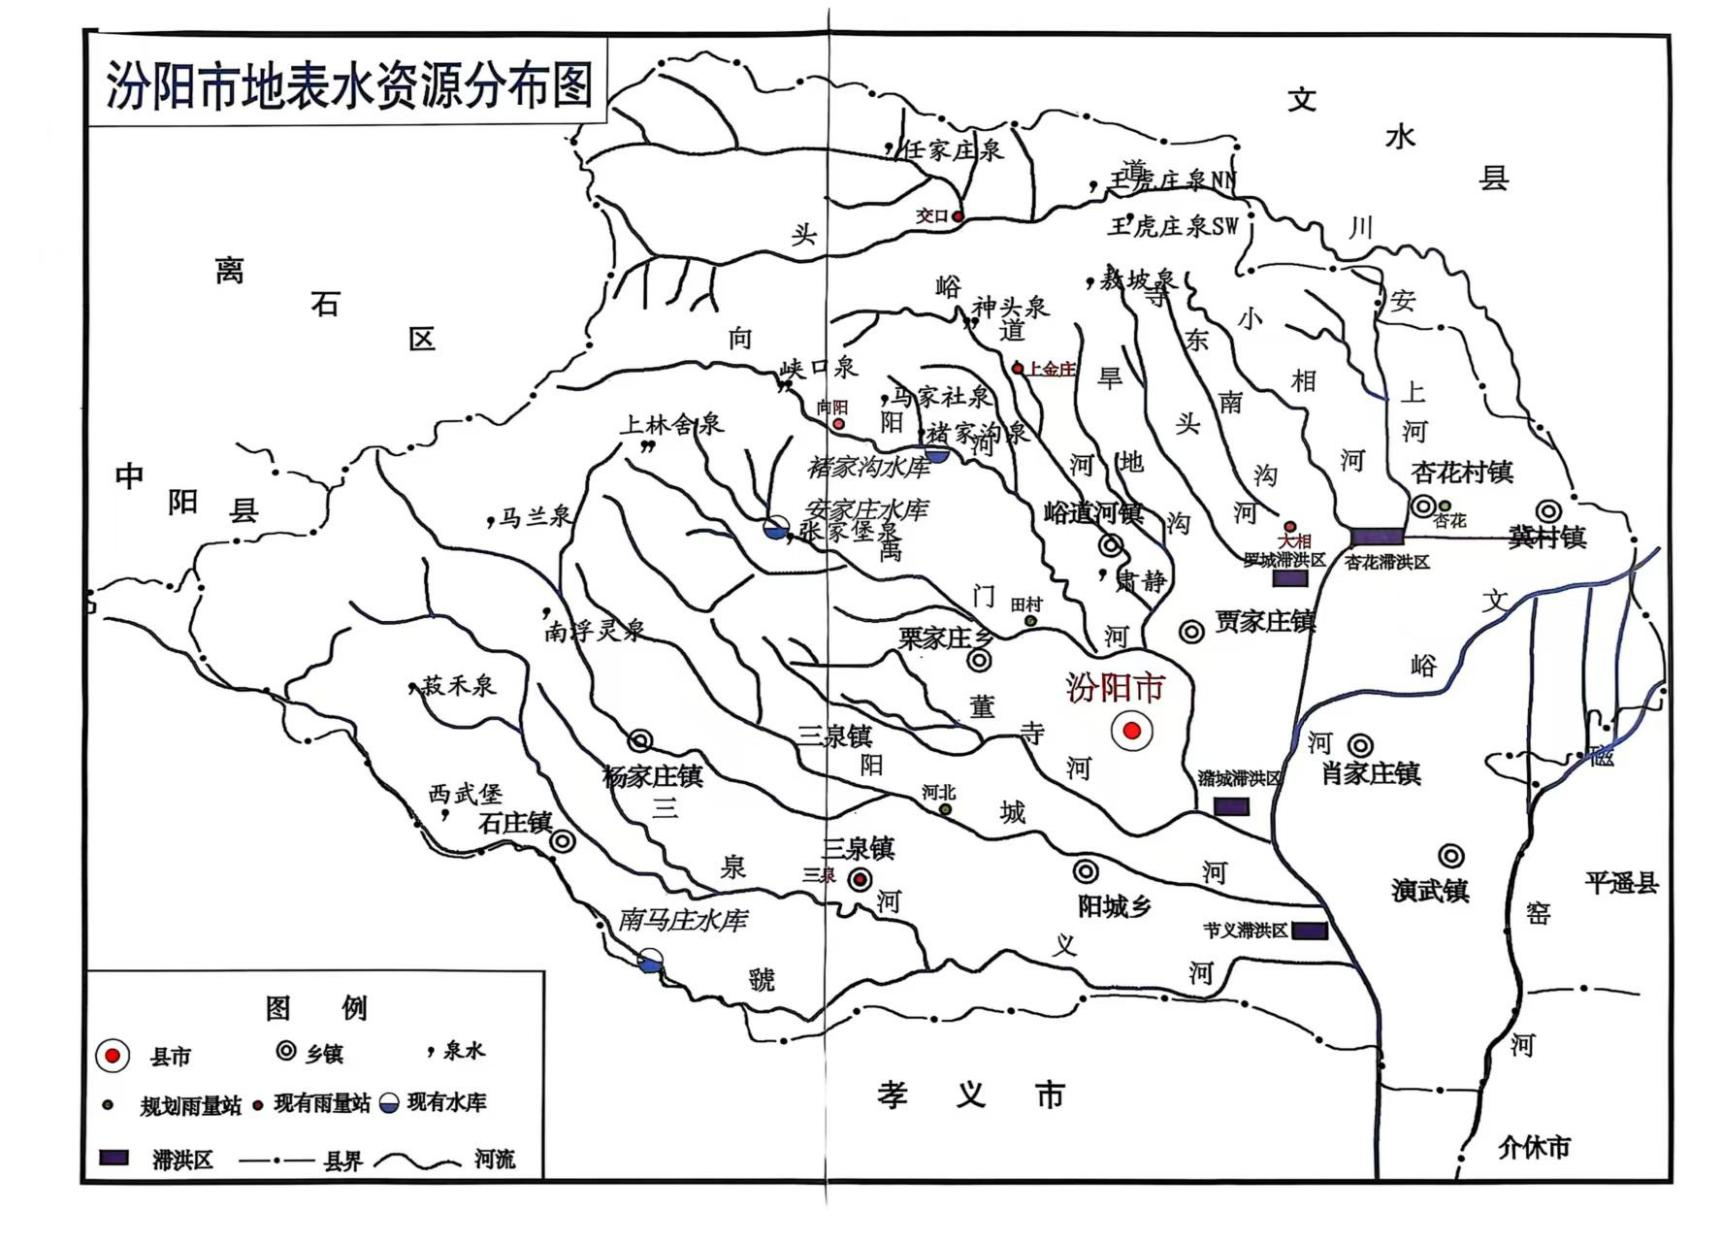 汾阳市地表水资源分布图
文水县
离石区
中阳县
孝义市
平遥县
介休市
任家庄泉
交口
道
王虎庄泉NN
王虎庄泉SW
头
川
峪
神头泉
道
敖坡泉
寺
小
安
东
向
峡口泉
上金庄
旱
相
上
向阳
马家社泉
南
阳
头
河
上林舍泉
褚家沟泉
河
褚家沟水库
河
地
沟
河
杏花村镇
杏花
冀村镇
安家庄水库
马兰泉
张家堡泉
禹
峪道河镇
沟
河
大相
罗城滞洪区
杏花滞洪区
肃静
门
田村
文
南浮灵泉
栗家庄乡
河
贾家庄镇
峪
菽禾泉
汾阳市
董
寺
三泉镇
河
河
肖家庄镇
磁
杨家庄镇
阳
潴城滞洪区
西武堡
三
河北
城
石庄镇
三泉镇
泉
三泉
河
河
演武镇
阳城乡
窑
南马庄水库
节义滞洪区
虢
义
河
河
图例
县市
乡镇
泉水
规划雨量站
现有雨量站
现有水库
滞洪区
县界
河流